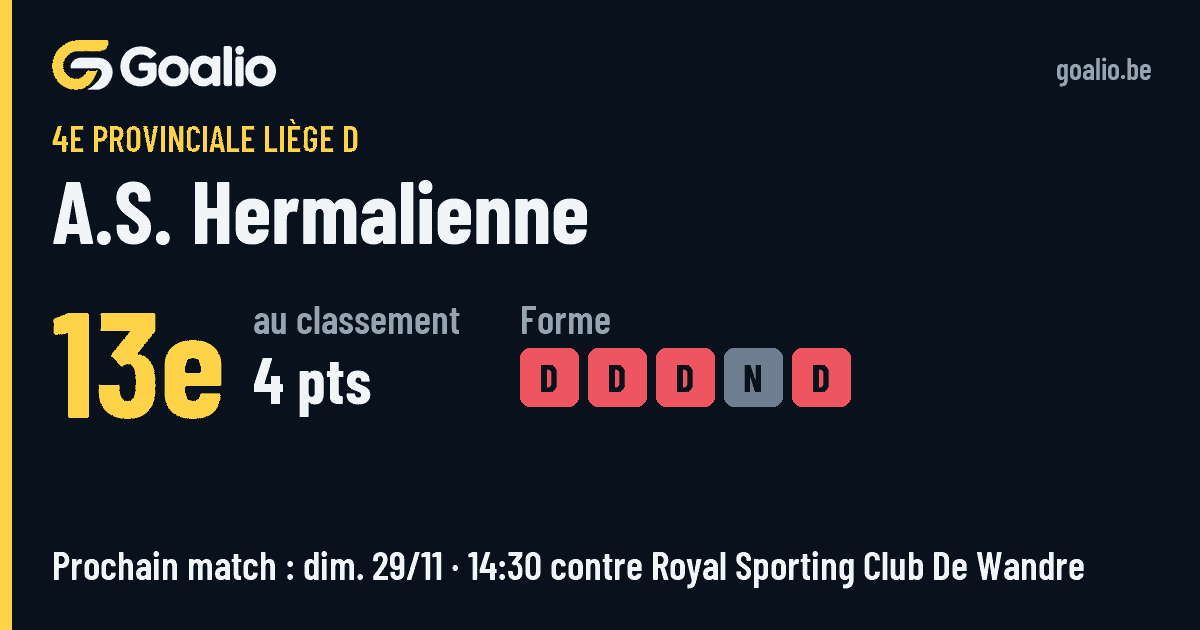 Goalio
goalio.be
4E PROVINCIALE LIÈGE D
A.S. Hermalienne
13e
au classement
4 pts
Forme
D D D N D
Prochain match : dim. 29/11 · 14:30 contre Royal Sporting Club De Wandre